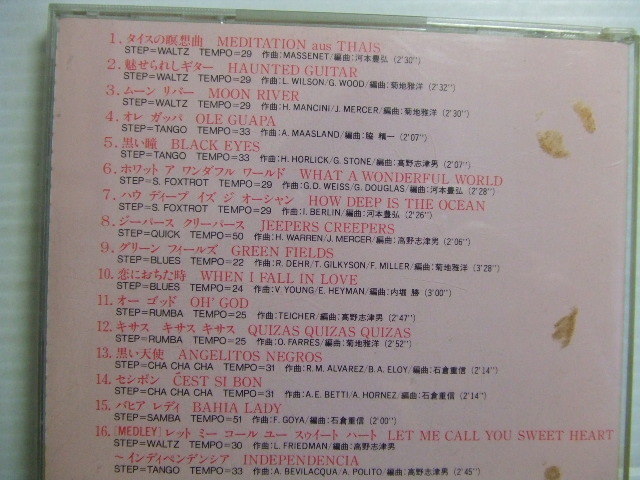 1. タイスの瞑想曲 MEDITATION aus THAIS
STEP=WALTZ TEMPO=29 作曲:MASSENET/編曲:河本豊弘(2'30")
2. 魅せられしギター HAUNTED GUITAR
STEP=WALTZ TEMPO=29 作曲:L. WILSON/G. WOOD/編曲:菊地雅洋(2'32")
3. ムーン リバー MOON RIVER
STEP=WALTZ TEMPO=29 作曲:H. MANCINI/J. MERCER/編曲:菊地雅洋(2'30")
4. オレ ガッパ OLE GUAPA
STEP=TANGO TEMPO=33 作曲:A. MAASLAND/編曲:脇 精一(2'07")
5. 黒い瞳 BLACK EYES
STEP=TANGO TEMPO=33 作曲:H. HORLICK/G. STONE/編曲:高野志津男(2'07")
6. ホワット ア ワンダフル ワールド WHAT A WONDERFUL WORLD
STEP=S. FOXTROT TEMPO=29 作曲:G.D. WEISS/G. DOUGLAS/編曲:河本豊弘(2'28")
7. ハウ ディープ イズ ジ オーシャン HOW DEEP IS THE OCEAN
STEP=S. FOXTROT TEMPO=29 作曲:I. BERLIN/編曲:河本豊弘(2'26")
8. ジーパース クリーパース JEEPERS CREEPERS
STEP=QUICK TEMPO=50 作曲:H. WARREN/J. MERCER/編曲:高野志津男(2'06")
9. グリーン フィールズ GREEN FIELDS
STEP=BLUES TEMPO=22 作曲:R. DEHR/T. GILKYSON/F. MILLER/編曲:菊地雅洋(3'28")
10. 恋におちた時 WHEN I FALL IN LOVE
STEP=BLUES TEMPO=24 作曲:V. YOUNG/E. HEYMAN/編曲:内堀 勝(3'00")
11. オー ゴッド OH' GOD
STEP=RUMBA TEMPO=25 作曲:TEICHER/編曲:高野志津男(2'47")
12. キサス キサス キサス QUIZAS QUIZAS QUIZAS
STEP=RUMBA TEMPO=25 作曲:O. FARRES/編曲:菊地雅洋(2'52")
13. 黒い天使 ANGELITOS NEGROS
STEP=CHA CHA CHA TEMPO=31 作曲:R. M. ALVAREZ/B. A. ELOY/編曲:石倉重信(2'14")
14. セシボン C'EST SI BON
STEP=CHA CHA CHA TEMPO=31 作曲:A. E. BETTI/A. HORNEZ/編曲:石倉重信(2'14")
15. バヒア レディ BAHIA LADY
STEP=SAMBA TEMPO=51 作曲:F. GOYA/編曲:石倉重信(2'00")
16. [MEDLEY] レット ミー コール ユー スウィート ハート LET ME CALL YOU SWEET HEART
STEP=WALTZ TEMPO=30 作曲:L. FRIEDMAN/編曲:高野志津男
～インディペンデンシア INDEPENDENCIA
STEP=TANGO TEMPO=33 作曲:A. BEVILACQUA/A. POLITO/編曲:高野志津男(2'45")